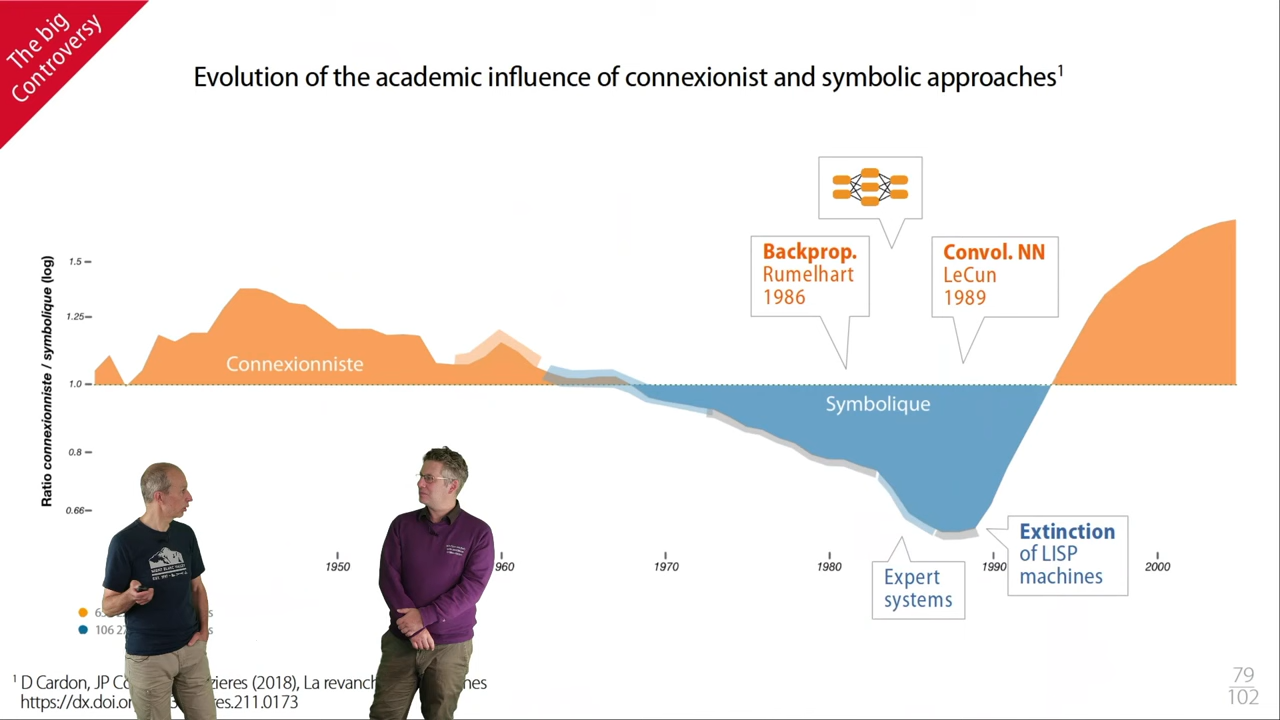 The big
Controversy
Evolution of the academic influence of connexionist and symbolic approaches1
Backprop.
Rumelhart
1986
Convol. NN
LeCun
1989
Ratio connexionniste / symbolique (log)
1.5
1.25
1.0
0.8
0.66
Connexionniste
Symbolique
Extinction
of LISP
machines
Expert
systems
1950
960
1970
1980
1990
2000
106
1 D Cardon, JP zieres (2018), La revanch nes
https://dx.doi.or res.211.0173
79
102